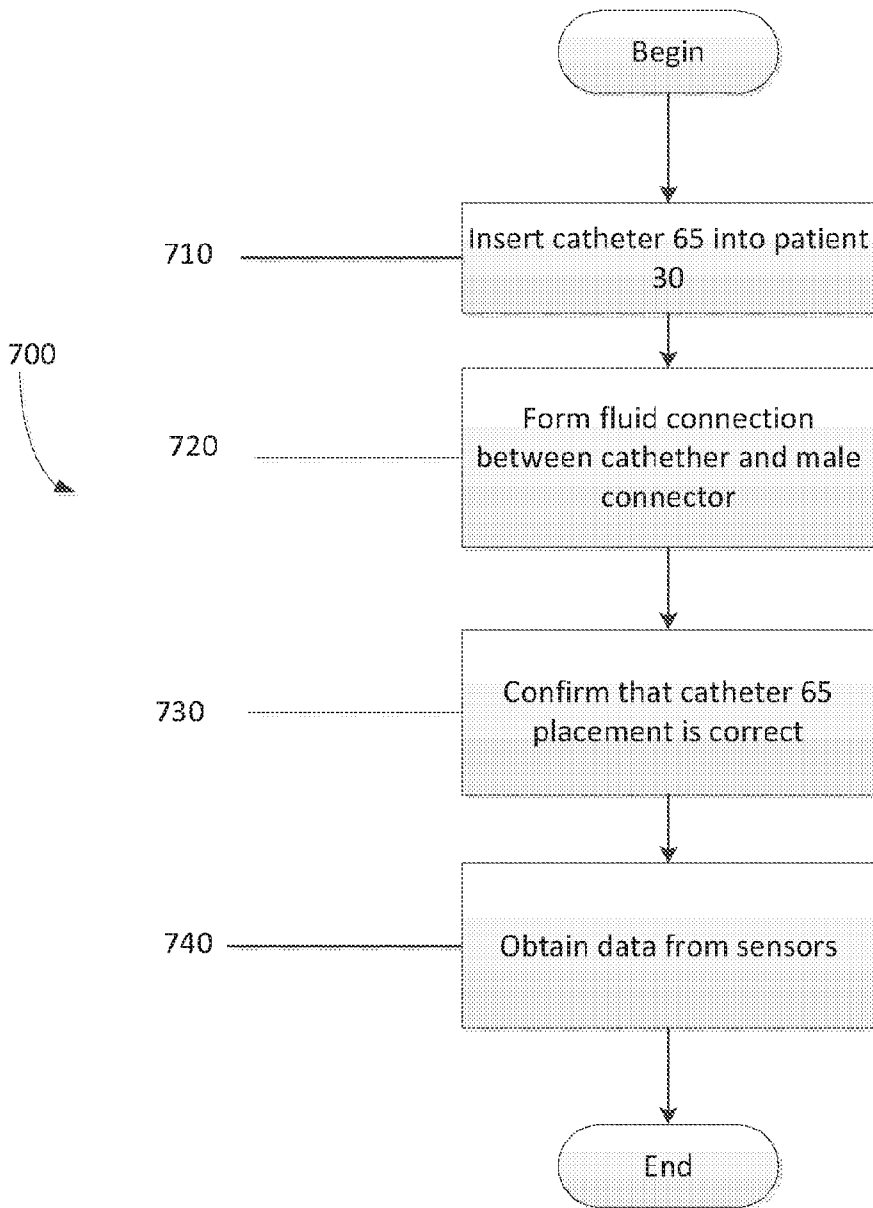 Begin
710
Insert catheter 65 into patient
30
700
720
Form fluid connection
between cathether and male
connector
730
Confirm that catheter 65
placement is correct
740
Obtain data from sensors
End